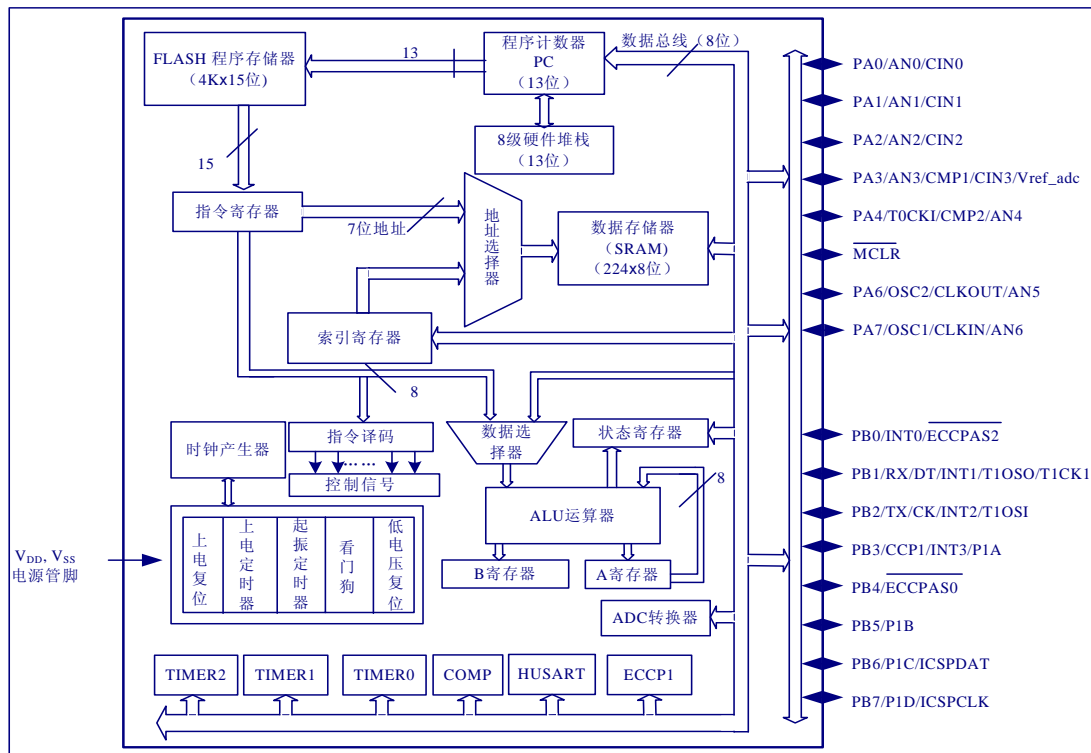 FLASH 程序存储器
（4Kx15位)
13
程序计数器
PC
（13位）
数据总线（8位）
8级硬件堆栈
（13位）
15
指令寄存器
7位地址
地址选择器
数据存储器
(SRAM)
(224x8位）
索引寄存器
8
时钟产生器
指令译码
… …
控制信号
数据选
择器
状态寄存器
8
ALU运算器
B寄存器
A寄存器
上电复位
上电定时器
起振定时器
看门狗
低电压复位
VDD, VSS
电源管脚
ADC转换器
TIMER2
TIMER1
TIMER0
COMP
HUSART
ECCP1
PA0/AN0/CIN0
PA1/AN1/CIN1
PA2/AN2/CIN2
PA3/AN3/CMP1/CIN3/Vref_adc
PA4/T0CKI/CMP2/AN4
MCLR
PA6/OSC2/CLKOUT/AN5
PA7/OSC1/CLKIN/AN6
PB0/INT0/ECCPAS2
PB1/RX/DT/INT1/T1OSO/T1CK1
PB2/TX/CK/INT2/T1OSI
PB3/CCP1/INT3/P1A
PB4/ECCPAS0
PB5/P1B
PB6/P1C/ICSPDAT
PB7/P1D/ICSPCLK